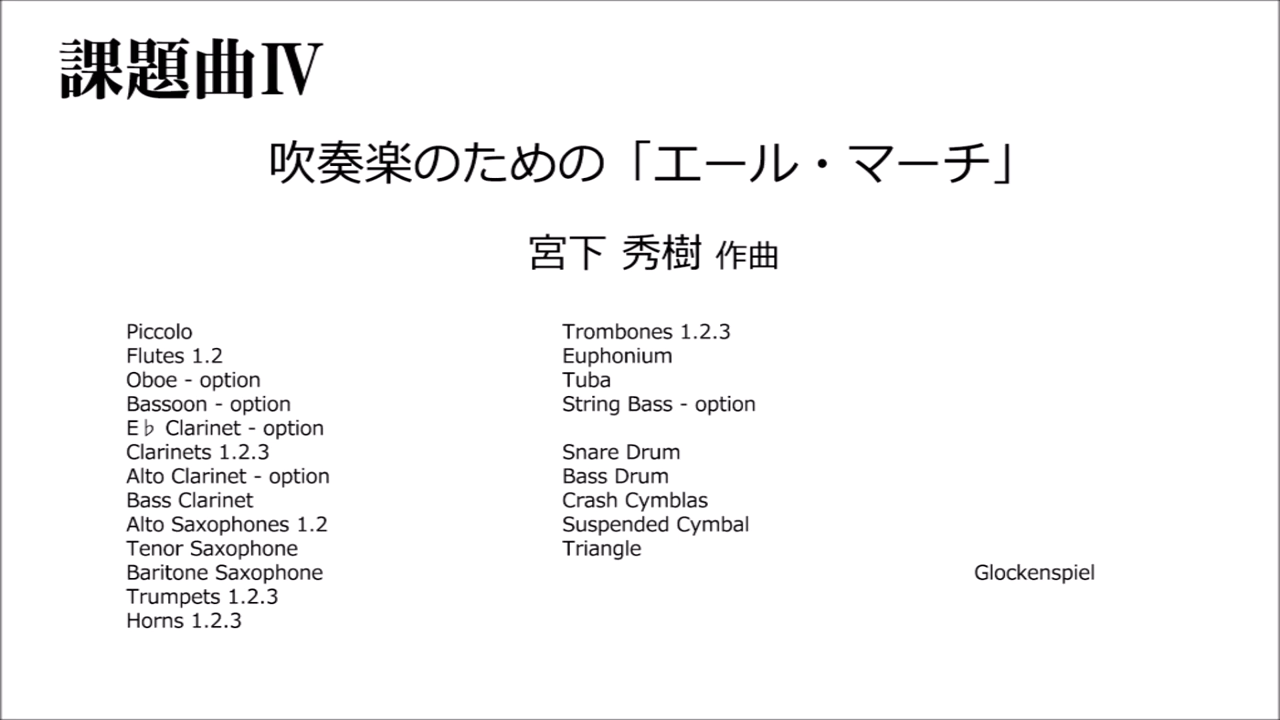 課題曲Ⅳ
吹奏楽のための「エール・マーチ」
宮下 秀樹 作曲
Piccolo
Flutes 1.2
Oboe - option
Bassoon - option
E♭ Clarinet - option
Clarinets 1.2.3
Alto Clarinet - option
Bass Clarinet
Alto Saxophones 1.2
Tenor Saxophone
Baritone Saxophone
Trumpets 1.2.3
Horns 1.2.3
Trombones 1.2.3
Euphonium
Tuba
String Bass - option
Snare Drum
Bass Drum
Crash Cymblas
Suspended Cymbal
Triangle
Glockenspiel